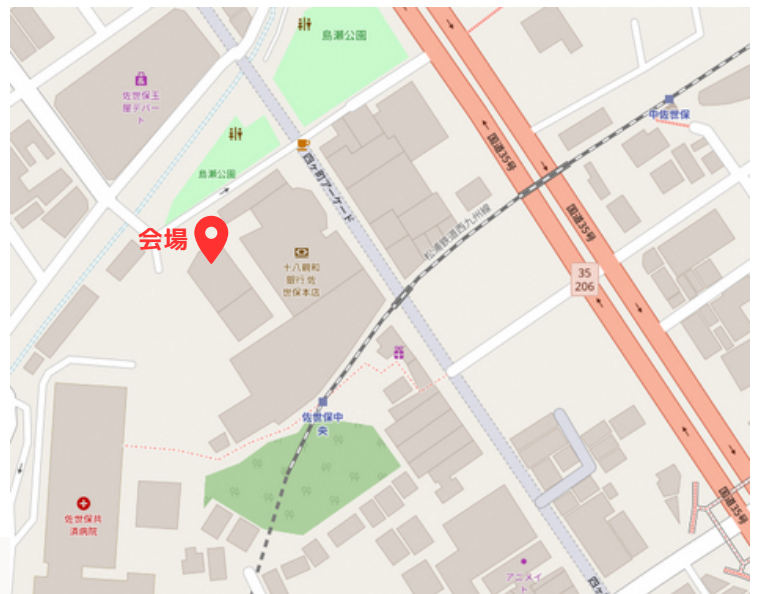 島瀬公園
佐世保玉
屋デパー
ト
中佐世保
国道35号
四ケ町アーケード
島瀬公園
国道35号
松浦鉄道西九州線
会場
十八親和
銀行 佐
世保本店
35
206
佐世保中
央
佐世保共
済病院
国道35号
アニメイ
ト
四ケ